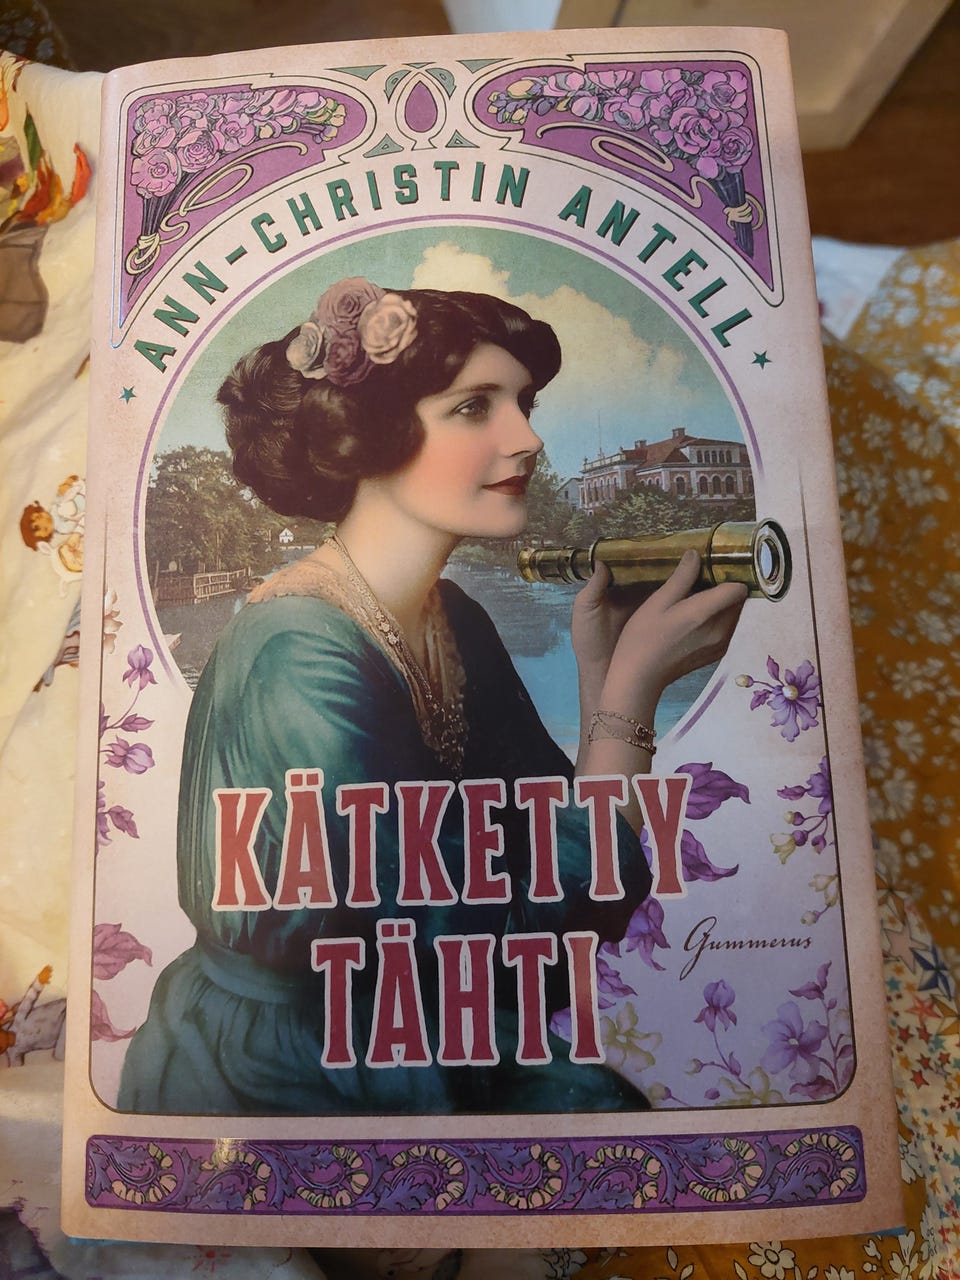 ANN-CHRISTIN ANTELL
KÄTKETTY
TÄHTI
Gummerus